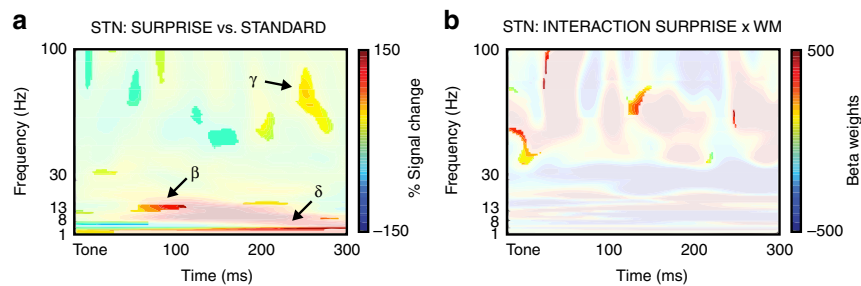 a
STN: SURPRISE vs. STANDARD
100
30
13
8
1
Frequency (Hz)
γ
β
δ
Tone 100 200 300
Time (ms)
150
−150
% Signal change
b
STN: INTERACTION SURPRISE x WM
100
30
13
8
1
Frequency (Hz)
Tone 100 200 300
Time (ms)
500
−500
Beta weights